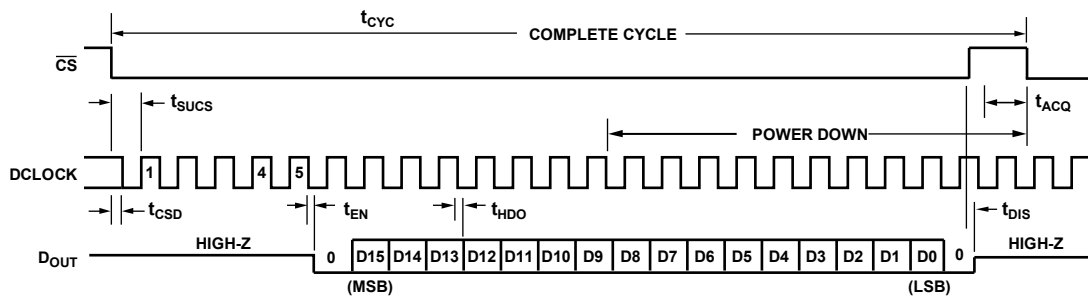 tCYC
COMPLETE CYCLE
CS
tSUCS
tACQ
POWER DOWN
DCLOCK
1 4 5
tCSD
tEN
tHDO
tDIS
HIGH-Z
HIGH-Z
DOUT
0 D15 D14 D13 D12 D11 D10 D9 D8 D7 D6 D5 D4 D3 D2 D1 D0 0
(MSB)
(LSB)